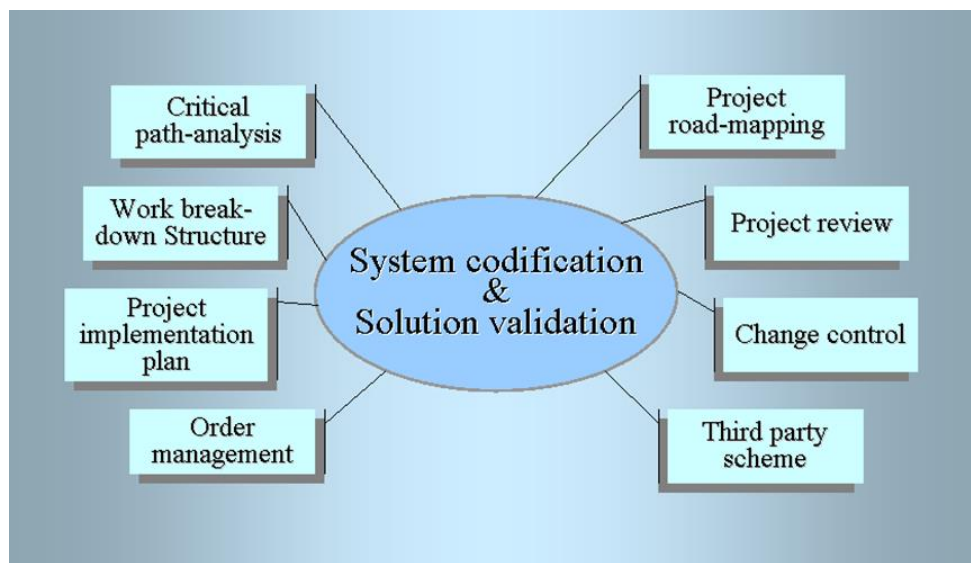 Critical
path-analysis
Work break-
down Structure
Project
implementation
plan
Order
management
System codification
&
Solution validation
Project
road-mapping
Project review
Change control
Third party
scheme